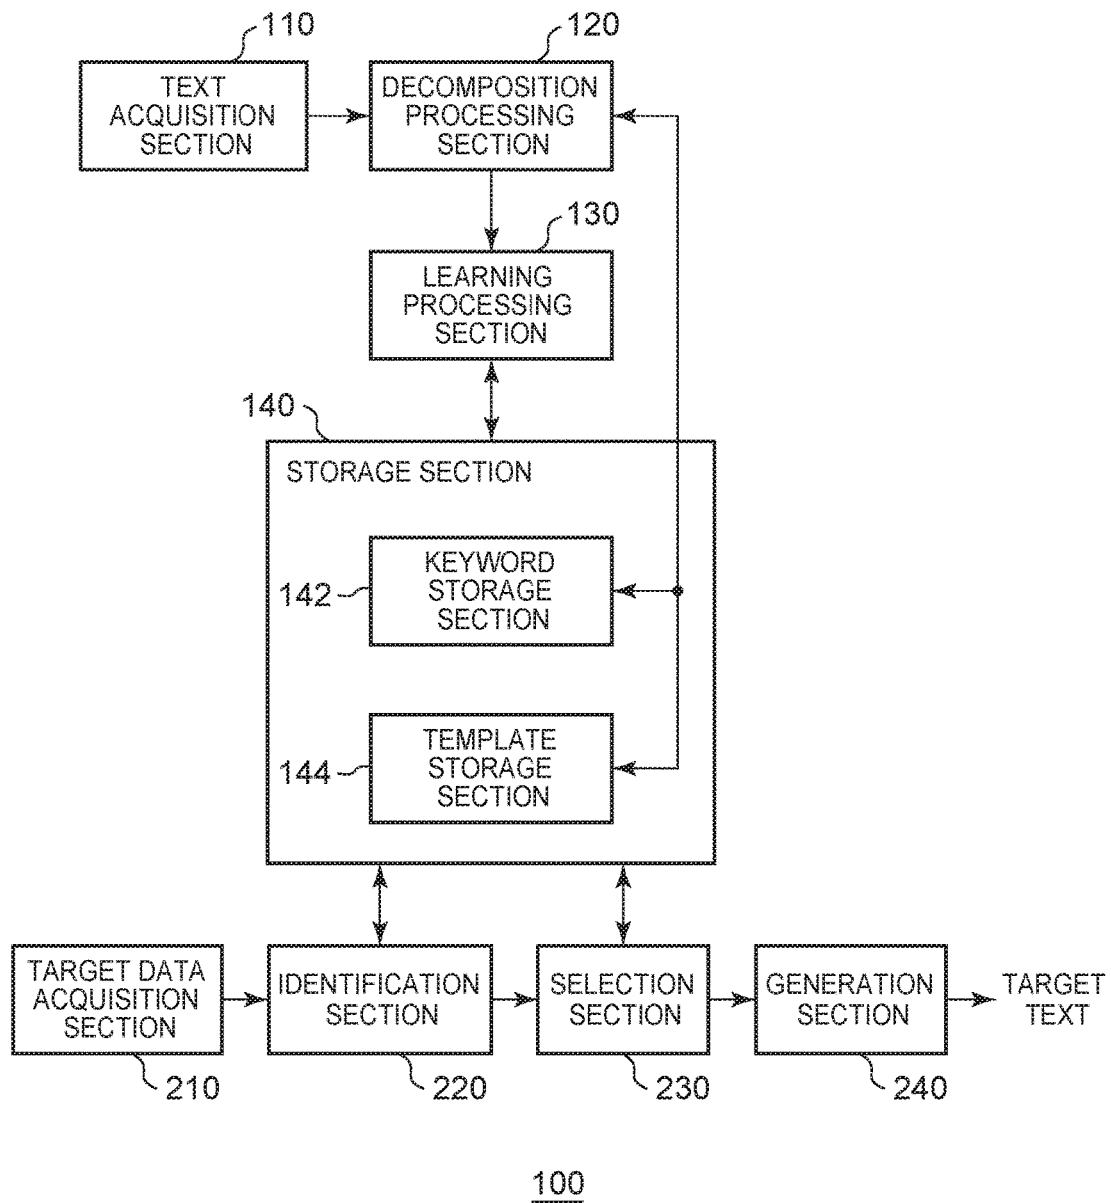 110
120
TEXT
ACQUISITION
SECTION
DECOMPOSITION
PROCESSING
SECTION
130
LEARNING
PROCESSING
SECTION
140
STORAGE SECTION
142
KEYWORD
STORAGE
SECTION
144
TEMPLATE
STORAGE
SECTION
TARGET DATA
ACQUISITION
SECTION
IDENTIFICATION
SECTION
SELECTION
SECTION
GENERATION
SECTION
TARGET
TEXT
210
220
230
240
100